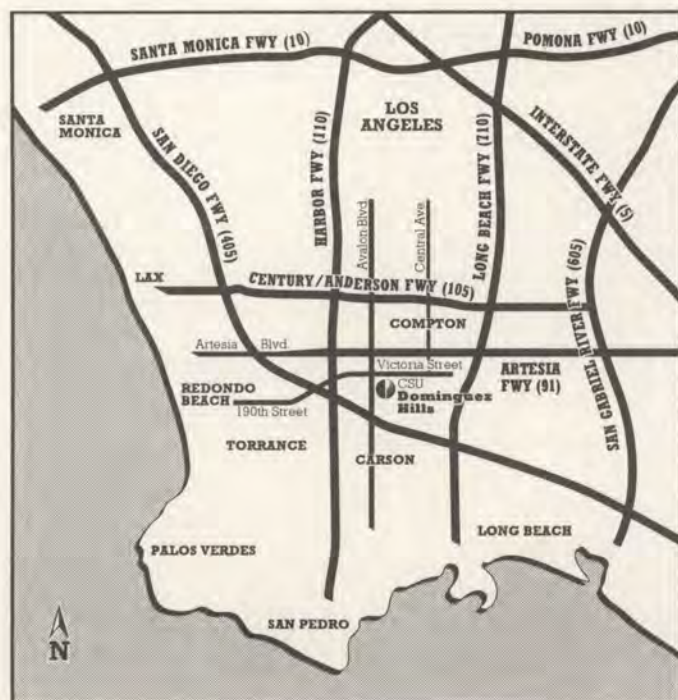 SANTA MONICA FWY (10)
POMONA FWY (10)
SANTA
MONICA
LOS
ANGELES
SAN DIEGO FWY (405)
HARBOR FWY (110)
LONG BEACH FWY (710)
INTERSTATE FWY (5)
Avalon Blvd.
Central Ave.
LAX
CENTURY/ANDERSON FWY (105)
SAN GABRIEL RIVER FWY (605)
COMPTON
Artesia Blvd.
Victoria Street
ARTESIA
FWY (91)
REDONDO
BEACH
190th Street
CSU
Dominguez
Hills
TORRANCE
CARSON
LONG BEACH
PALOS VERDES
SAN PEDRO
N